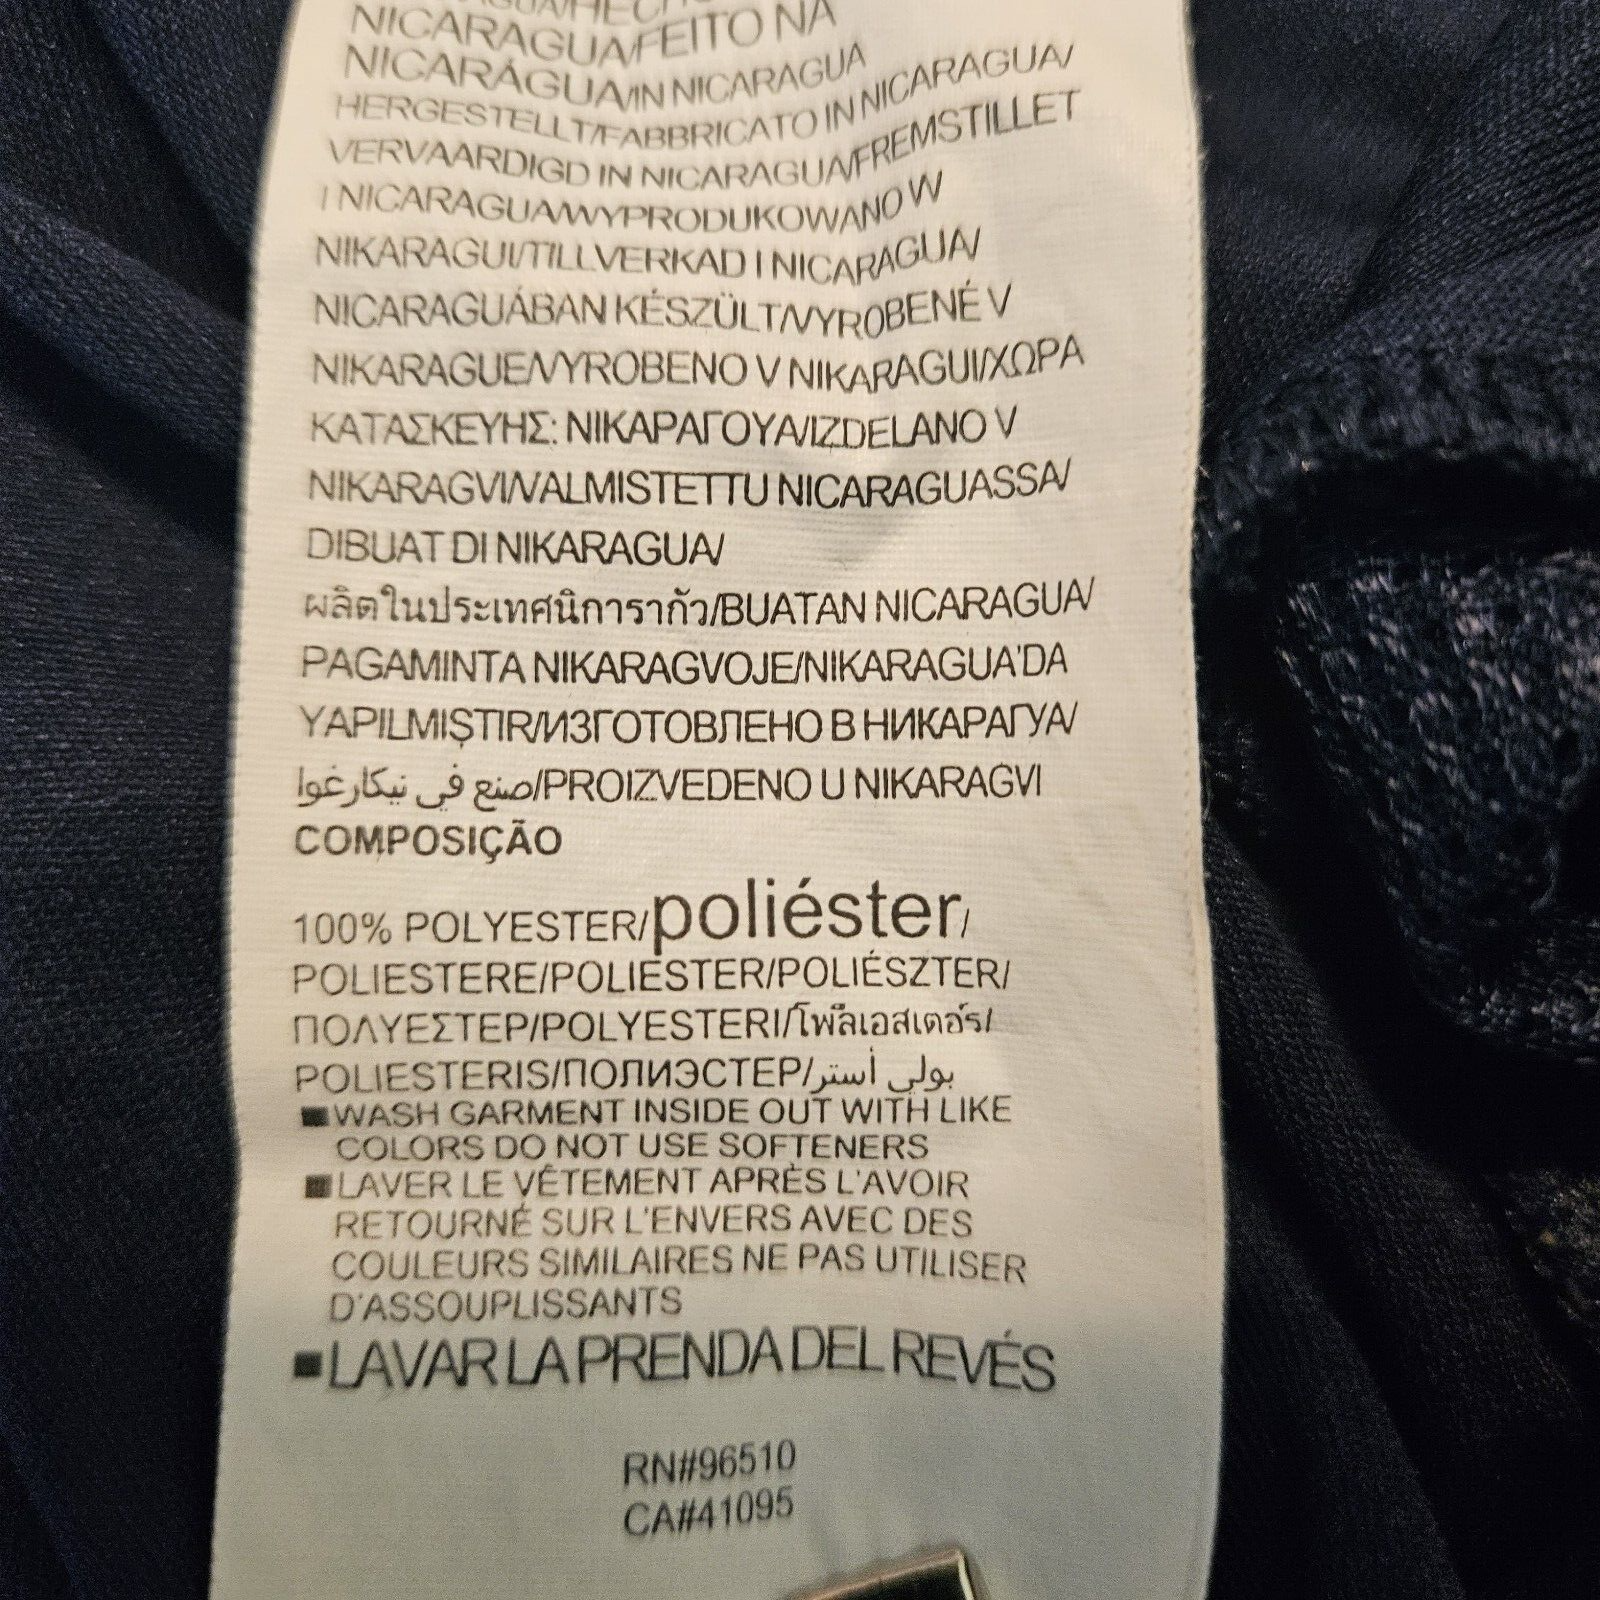 NICARAGUA/FEITO NA
NICARÁGUA/IN NICARAGUA
HERGESTELLT/FABBRICATO IN NICARAGUA/
VERVAARDIGD IN NICARAGUA/FREMSTILLET
I NICARAGUA/WYPRODUKOWANO W
NIKARAGUI/TILLVERKAD I NICARAGUA/
NICARAGUÁBAN KÉSZÜLT/VYROBENÉ V
NIKARAGUE/VYROBENO V NIKARAGUI/ΧΩΡΑ
ΚΑΤΑΣΚΕΥΗΣ: ΝΙΚΑΡΑΓΟΥΑ/IZDELANO V
NIKARAGVI/VALMISTETTU NICARAGUASSA/
DIBUAT DI NIKARAGUA/
ผลิตในประเทศนิการากัว/BUATAN NICARAGUA/
PAGAMINTA NIKARAGVOJE/NIKARAGUA'DA
YAPILMIŞTIR/ИЗГОТОВЛЕНО В НИКАРАГУА/
صنع في نيكارغوا/PROIZVEDENO U NIKARAGVI
COMPOSIÇÃO
100% POLYESTER/poliéster/
POLIESTERE/POLIESTER/POLIÉSZTER/
ΠΟΛΥΕΣΤΕΡ/POLYESTERI/โพลีเอสเตอร์/
POLIESTERIS/ПОЛИЭСТЕР/بولي أستر
■WASH GARMENT INSIDE OUT WITH LIKE
COLORS DO NOT USE SOFTENERS
■LAVER LE VÊTEMENT APRÈS L'AVOIR
RETOURNÉ SUR L'ENVERS AVEC DES
COULEURS SIMILAIRES NE PAS UTILISER
D'ASSOUPLISSANTS
■LAVAR LA PRENDA DEL REVÉS
RN#96510
CA#41095